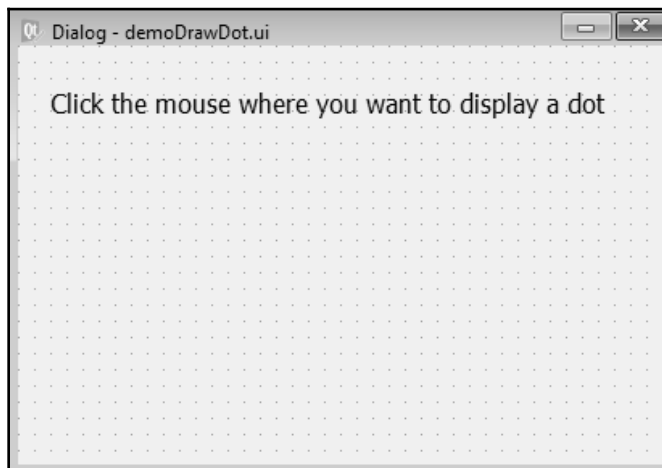 Dialog - demoDrawDot.ui
Click the mouse where you want to display a dot